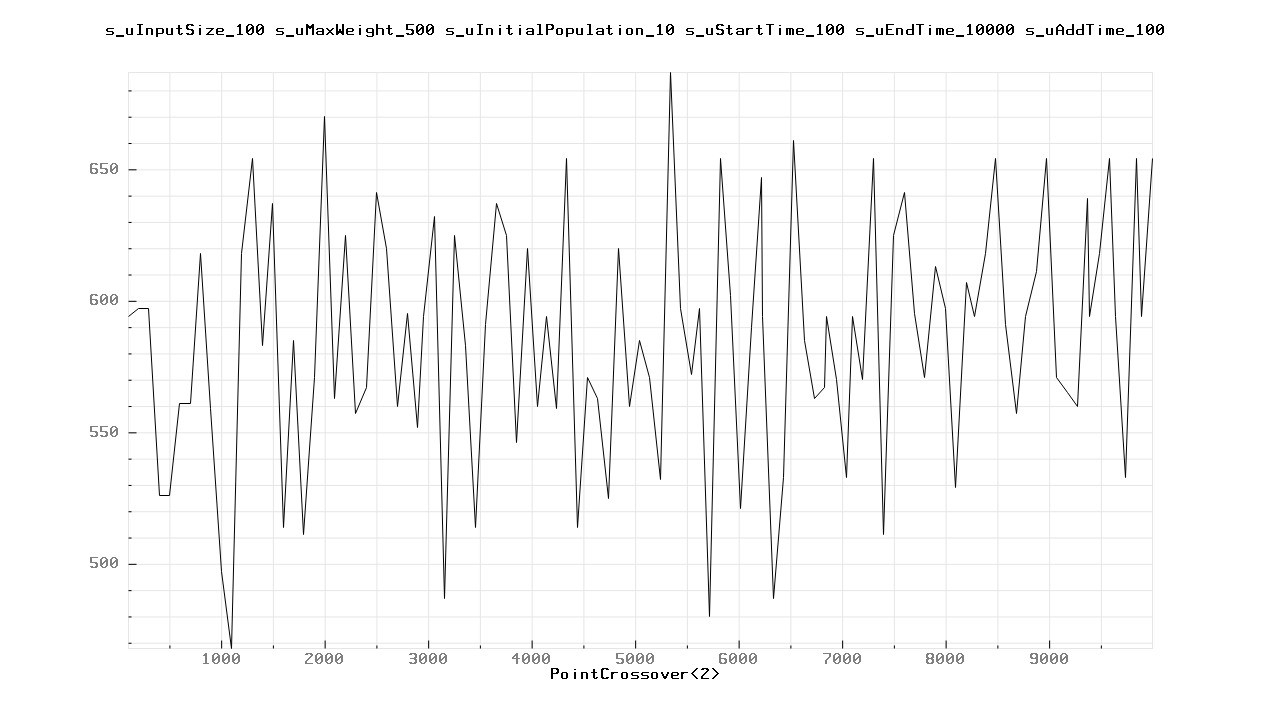 s_uInputSize_100 s_uMaxWeight_500 s_uInitialPopulation_10 s_uStartTime_100 s_uEndTime_10000 s_uAddTime_100
650
600
550
500
1000 2000 3000 4000 5000 6000 7000 8000 9000
PointCrossover<2>